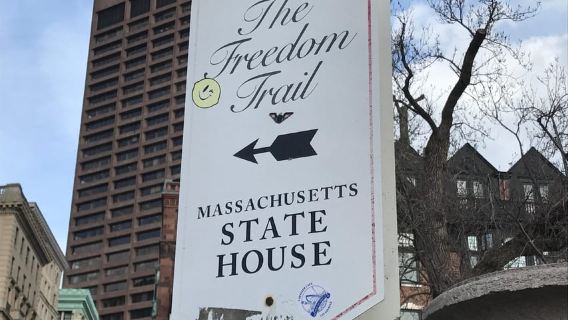 The
Freedom
Trail
MASSACHUSETTS
STATE
HOUSE